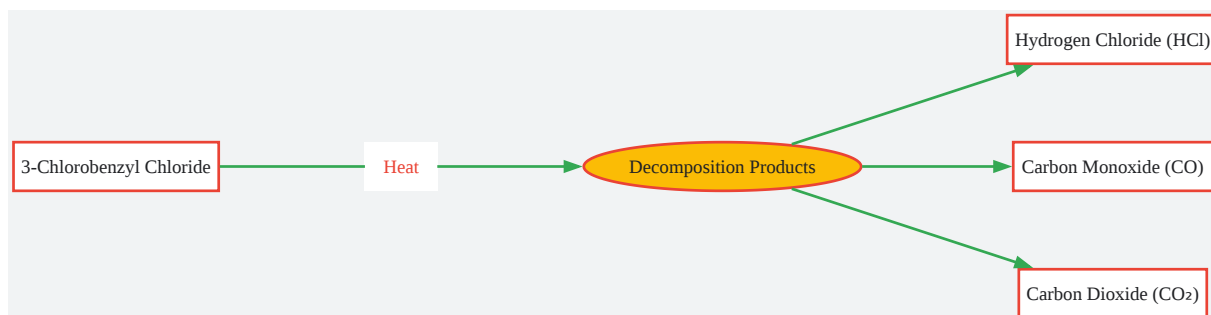 Hydrogen Chloride (HCl)
3-Chlorobenzyl Chloride
Heat
Decomposition Products
Carbon Monoxide (CO)
Carbon Dioxide (CO₂)